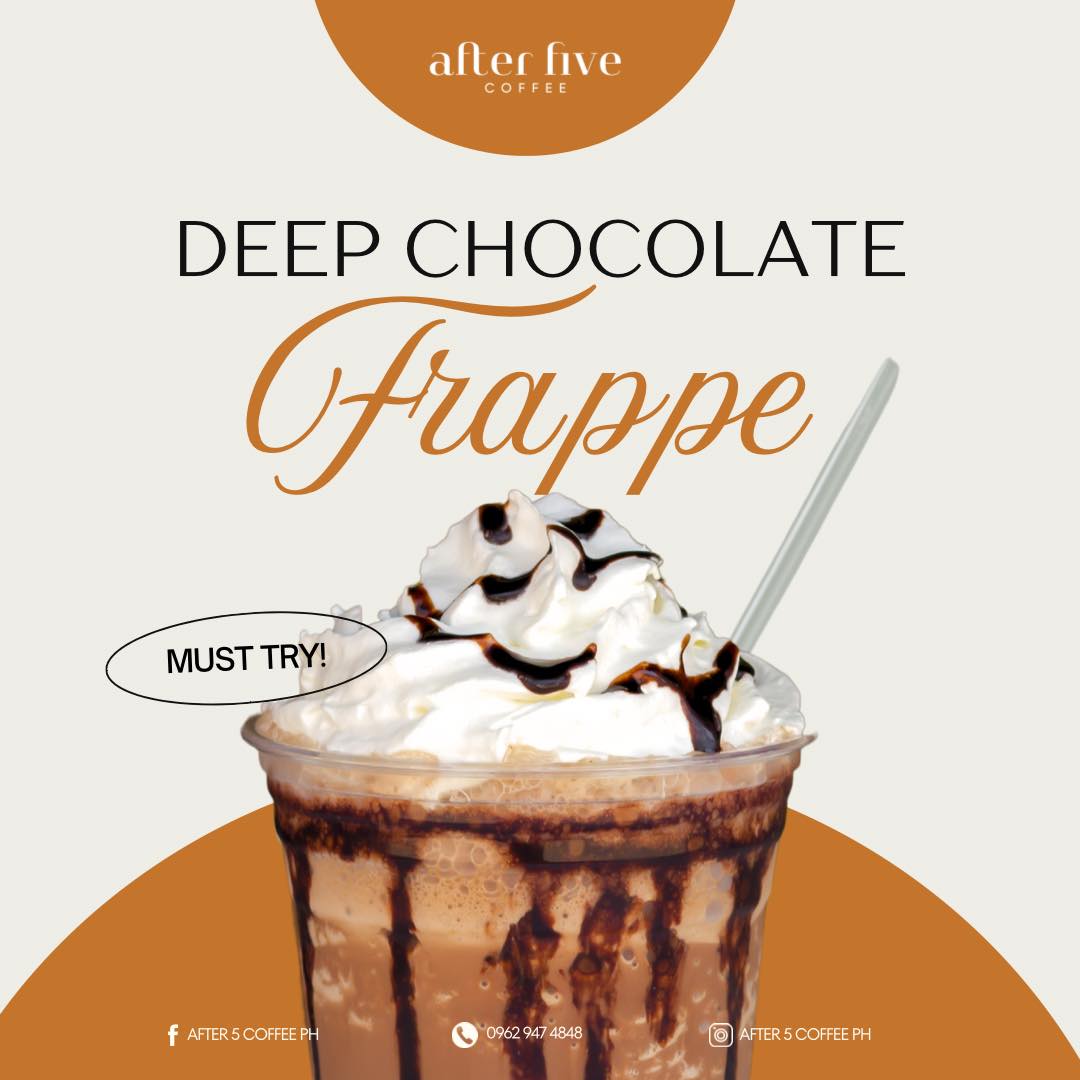 after five
COFFEE
DEEP CHOCOLATE
Frappe
MUST TRY!
AFTER 5 COFFEE PH
0962 947 4848
AFTER 5 COFFEE PH